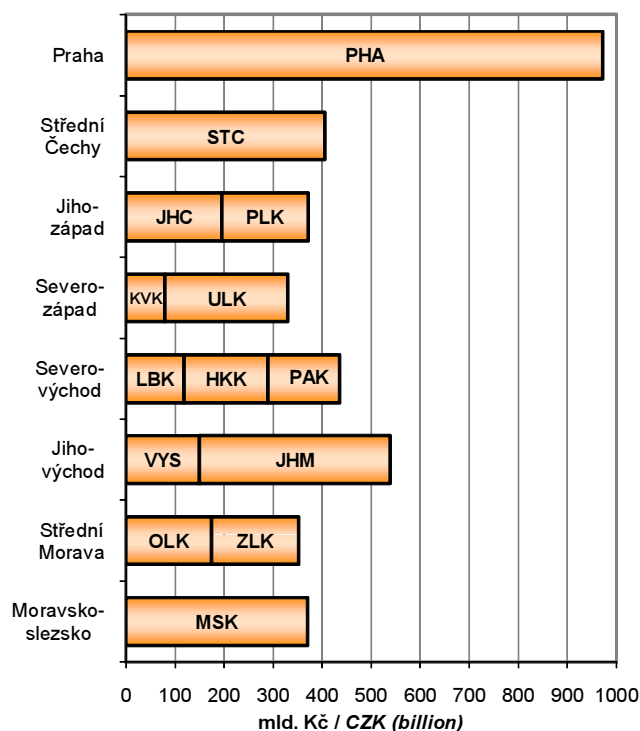 Praha
PHA
Střední
Čechy
STC
Jiho-
západ
JHC PLK
Severo-
západ
KVK ULK
Severo-
východ
LBK HKK PAK
Jiho-
východ
VYS JHM
Střední
Morava
OLK ZLK
Moravsko-
slezsko
MSK
0 100 200 300 400 500 600 700 800 900 1000
mld. Kč / CZK (billion)